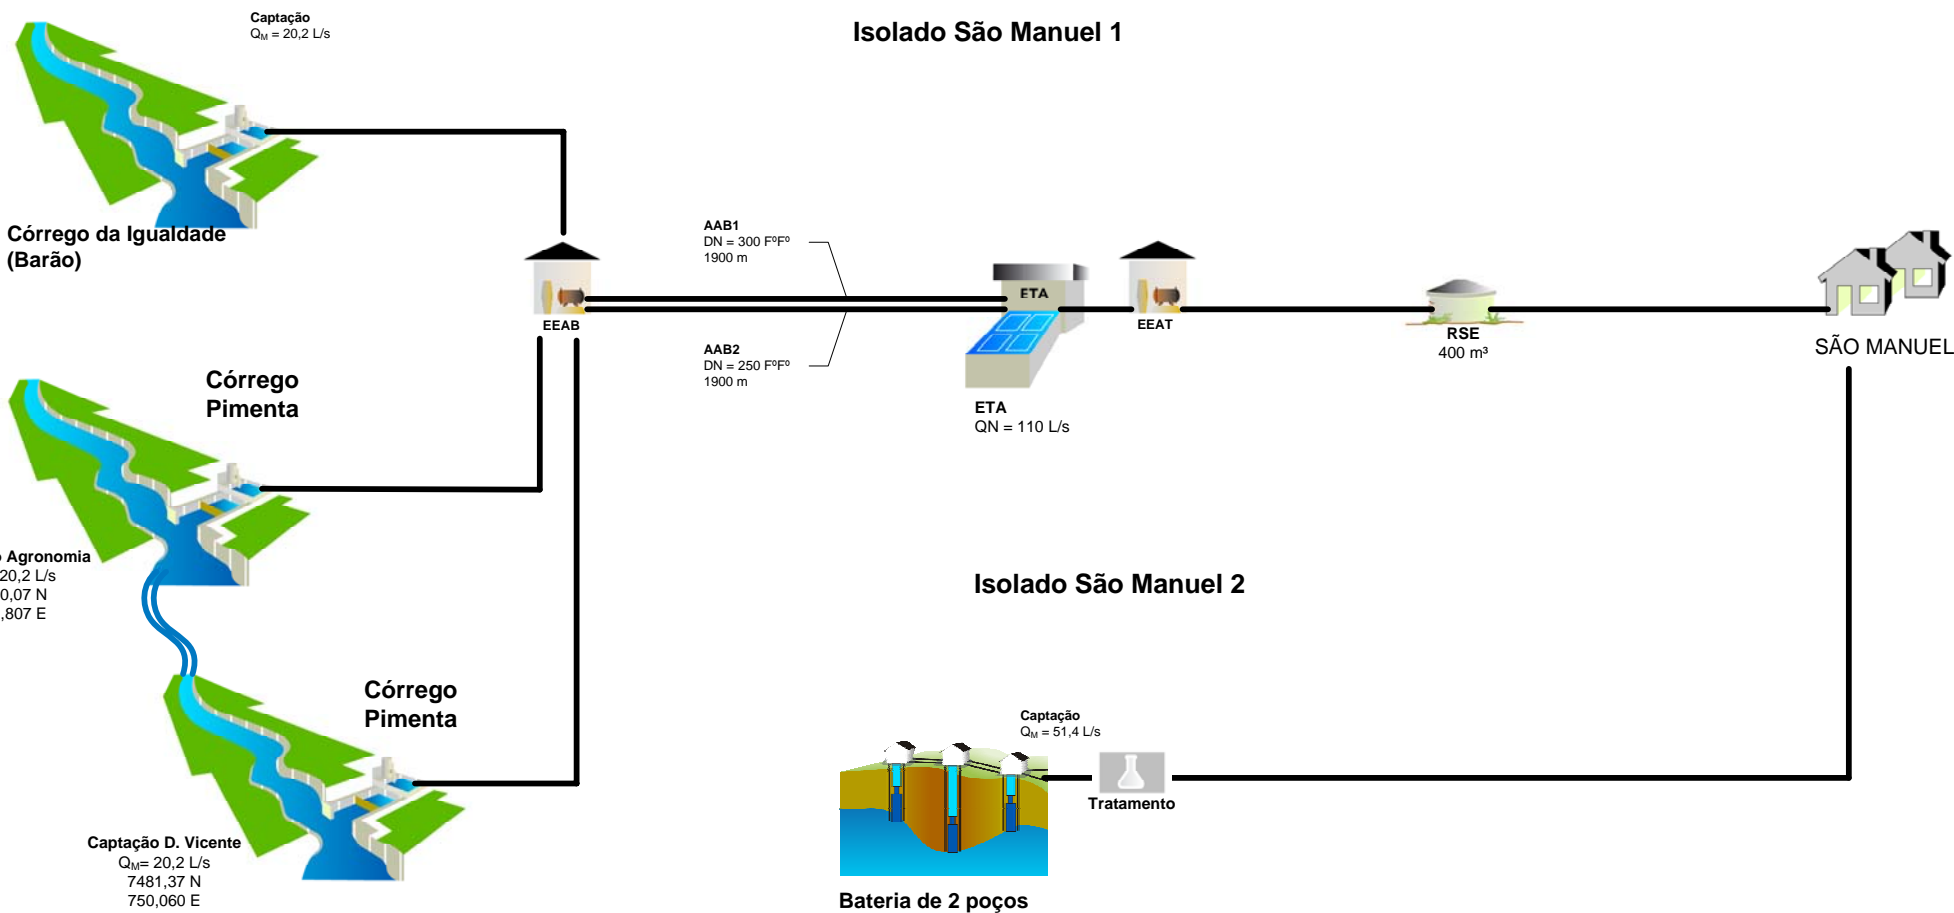 Captação
QM = 20,2 L/s
Isolado São Manuel 1
Córrego da Igualdade
(Barão)
AAB1
DN = 300 FºFº
1900 m
ETA
EEAB
EEAT
RSE
400 m³
SÃO MANUEL
AAB2
DN = 250 FºFº
1900 m
ETA
QN = 110 L/s
Córrego
Pimenta
Agronomia
20,2 L/s
0,07 N
,807 E
Isolado São Manuel 2
Córrego
Pimenta
Captação
QM = 51,4 L/s
Tratamento
Captação D. Vicente
QM= 20,2 L/s
7481,37 N
750,060 E
Bateria de 2 poços